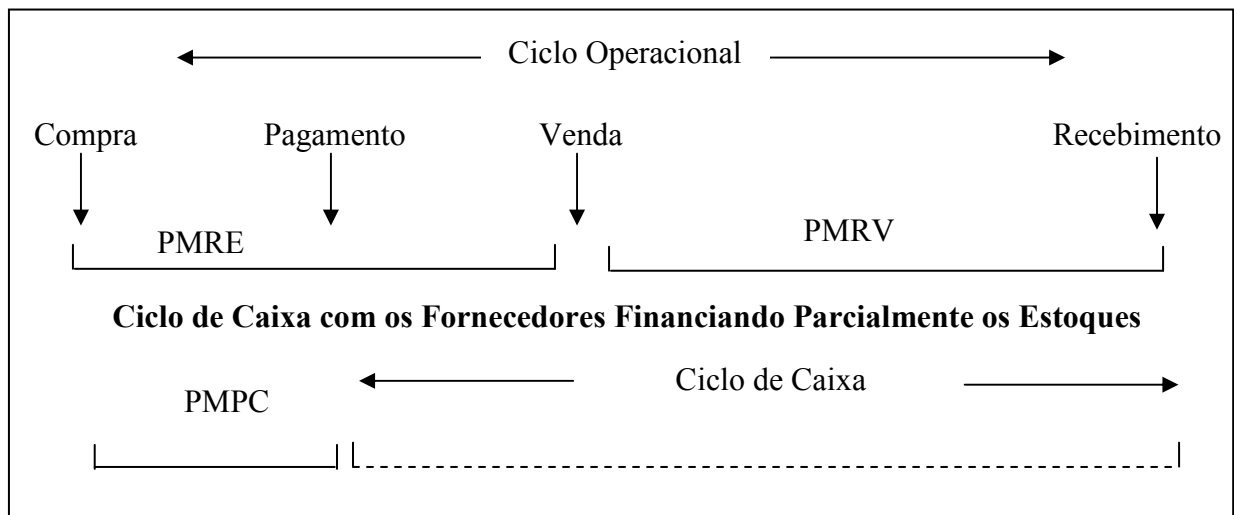 Ciclo Operacional
Compra Pagamento Venda Recebimento
PMRE PMRV
Ciclo de Caixa com os Fornecedores Financiando Parcialmente os Estoques
PMPC Ciclo de Caixa